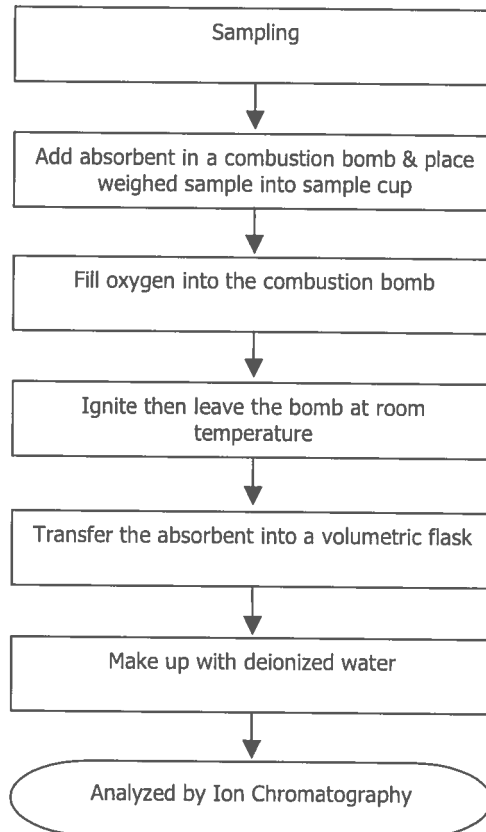 Sampling
Add absorbent in a combustion bomb & place
weighed sample into sample cup
Fill oxygen into the combustion bomb
Ignite then leave the bomb at room
temperature
Transfer the absorbent into a volumetric flask
Make up with deionized water
Analyzed by Ion Chromatography